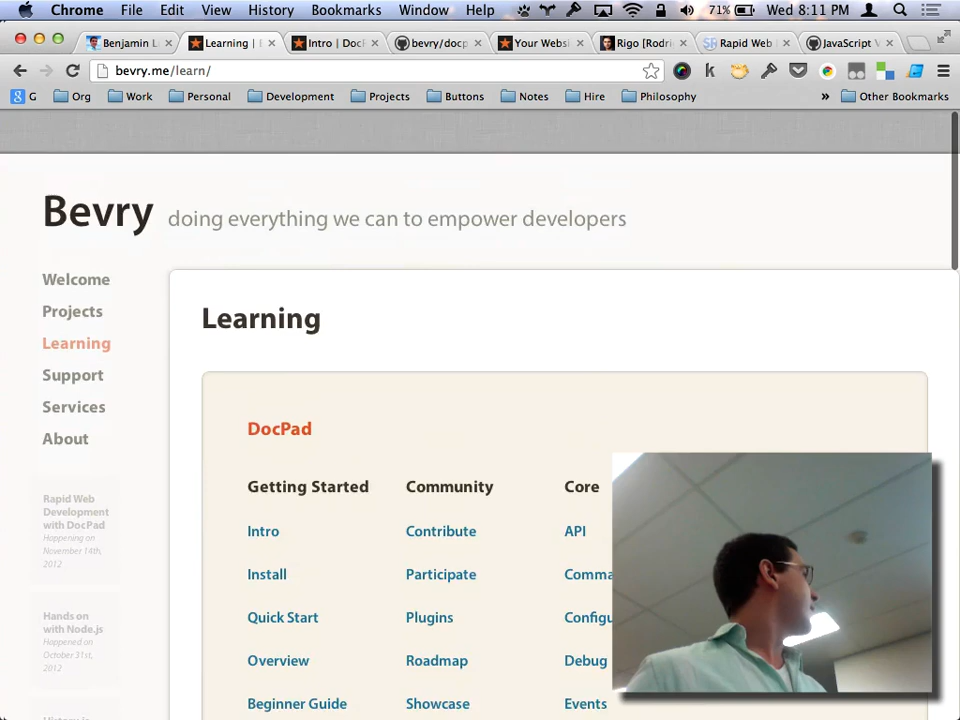 Chrome File Edit View History Bookmarks Window Help 71% Wed 8:11 PM
Benjamin L
Learning | B
Intro | DocP
bevry/docp
Your Websi
Rigo [Rodri
Rapid Web
JavaScript V
bevry.me/learn/
G Org Work Personal Development Projects Buttons Notes Hire Philosophy » Other Bookmarks
Bevry doing everything we can to empower developers
Welcome
Projects
Learning
Support
Services
About
Rapid Web
Development
with DocPad
Happening on
November 14th,
2012
Hands on
with Node.js
Happened on
October 31st,
2012
Learning
DocPad
Getting Started
Intro
Install
Quick Start
Overview
Beginner Guide
Community
Contribute
Participate
Plugins
Roadmap
Showcase
Core
API
Comma
Configu
Debug
Events